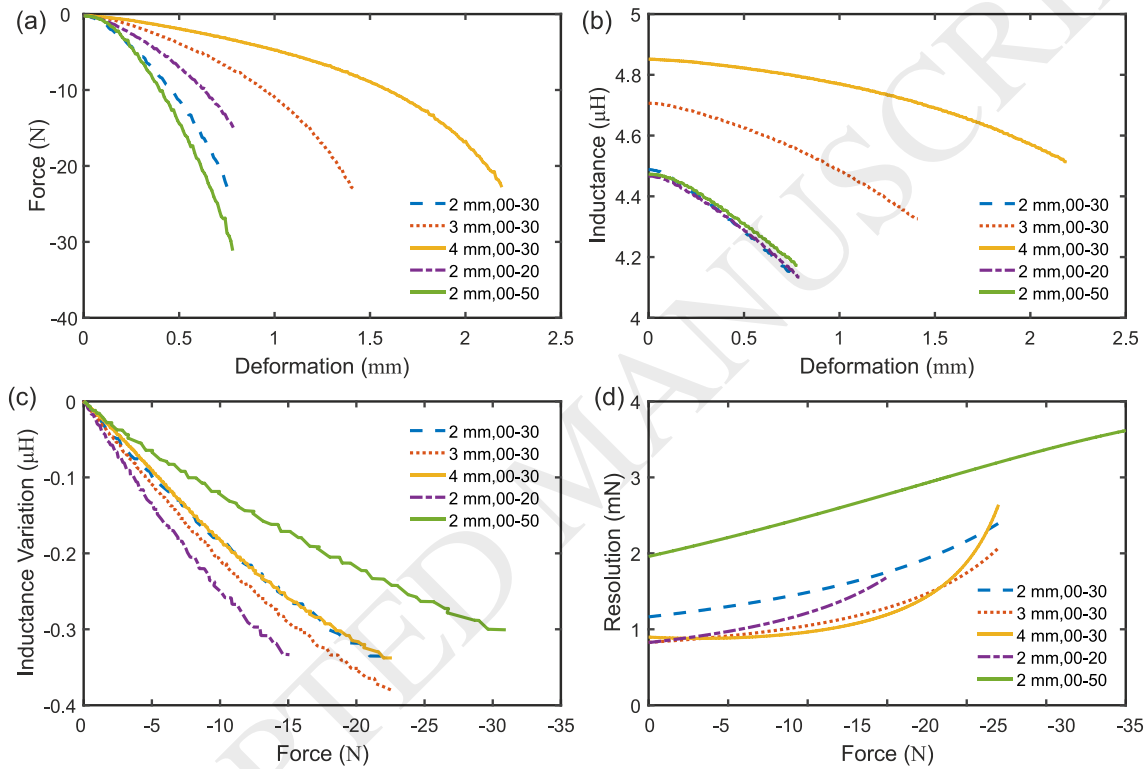 (a)
0
-10
-20
-30
-40
Force (N)
0 0.5 1 1.5 2 2.5
Deformation (mm)
2 mm,00-30
3 mm,00-30
4 mm,00-30
2 mm,00-20
2 mm,00-50
(b)
5
4.8
4.6
4.4
4.2
4
Inductance (μH)
0 0.5 1 1.5 2 2.5
Deformation (mm)
2 mm,00-30
3 mm,00-30
4 mm,00-30
2 mm,00-20
2 mm,00-50
(c)
0
-0.1
-0.2
-0.3
-0.4
Inductance Variation (μH)
0 -5 -10 -15 -20 -25 -30 -35
Force (N)
2 mm,00-30
3 mm,00-30
4 mm,00-30
2 mm,00-20
2 mm,00-50
(d)
4
3
2
1
0
Resolution (mN)
0 -5 -10 -15 -20 -25 -30 -35
Force (N)
2 mm,00-30
3 mm,00-30
4 mm,00-30
2 mm,00-20
2 mm,00-50
PTED MANUSCRI